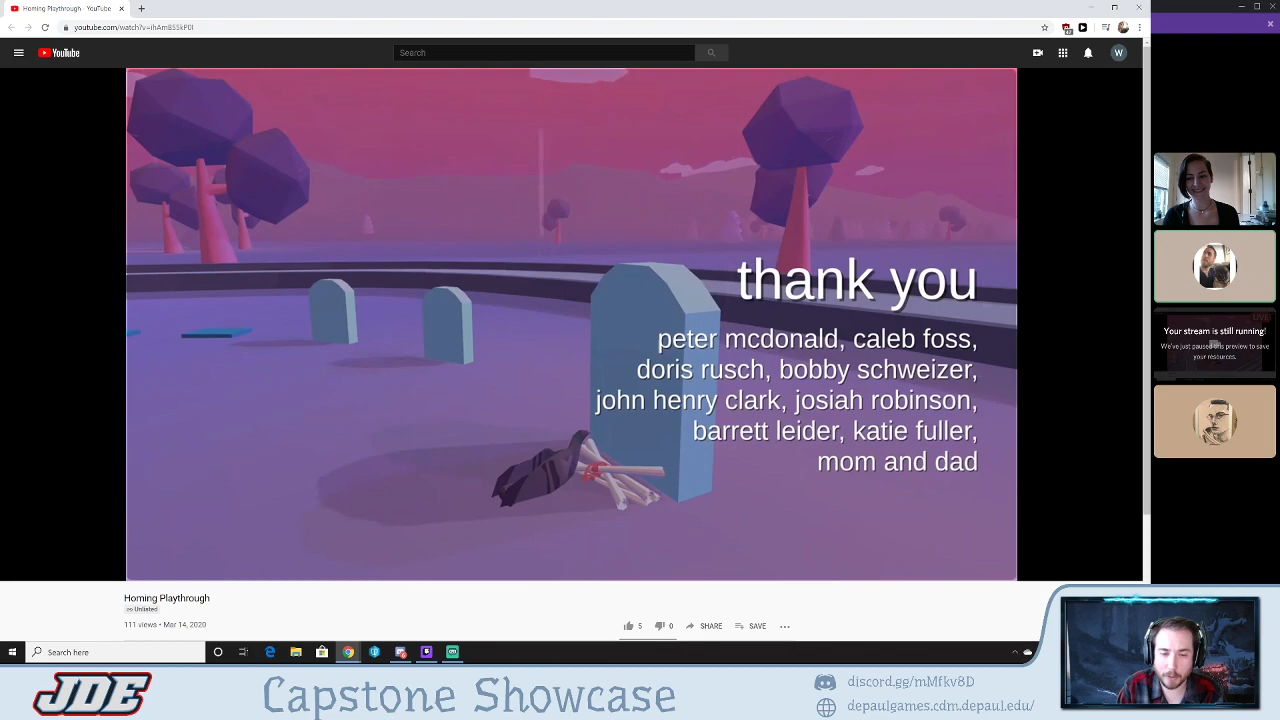 Homing Playthrough - YouTube
youtube.com/watch?v=ihAmBSSkP0I
YouTube
Search
W
thank you
peter mcdonald, caleb foss,
doris rusch, bobby schweizer,
john henry clark, josiah robinson,
barrett leider, katie fuller,
mom and dad
LIVE
Your stream is still running!
We've just paused this preview to save
your resources.
Homing Playthrough
Unlisted
111 views • Mar 14, 2020
5
0
SHARE
SAVE
Search here
JDE
Capstone Showcase
discord.gg/mMfkv8D
depaulgames.cdm.depaul.edu/